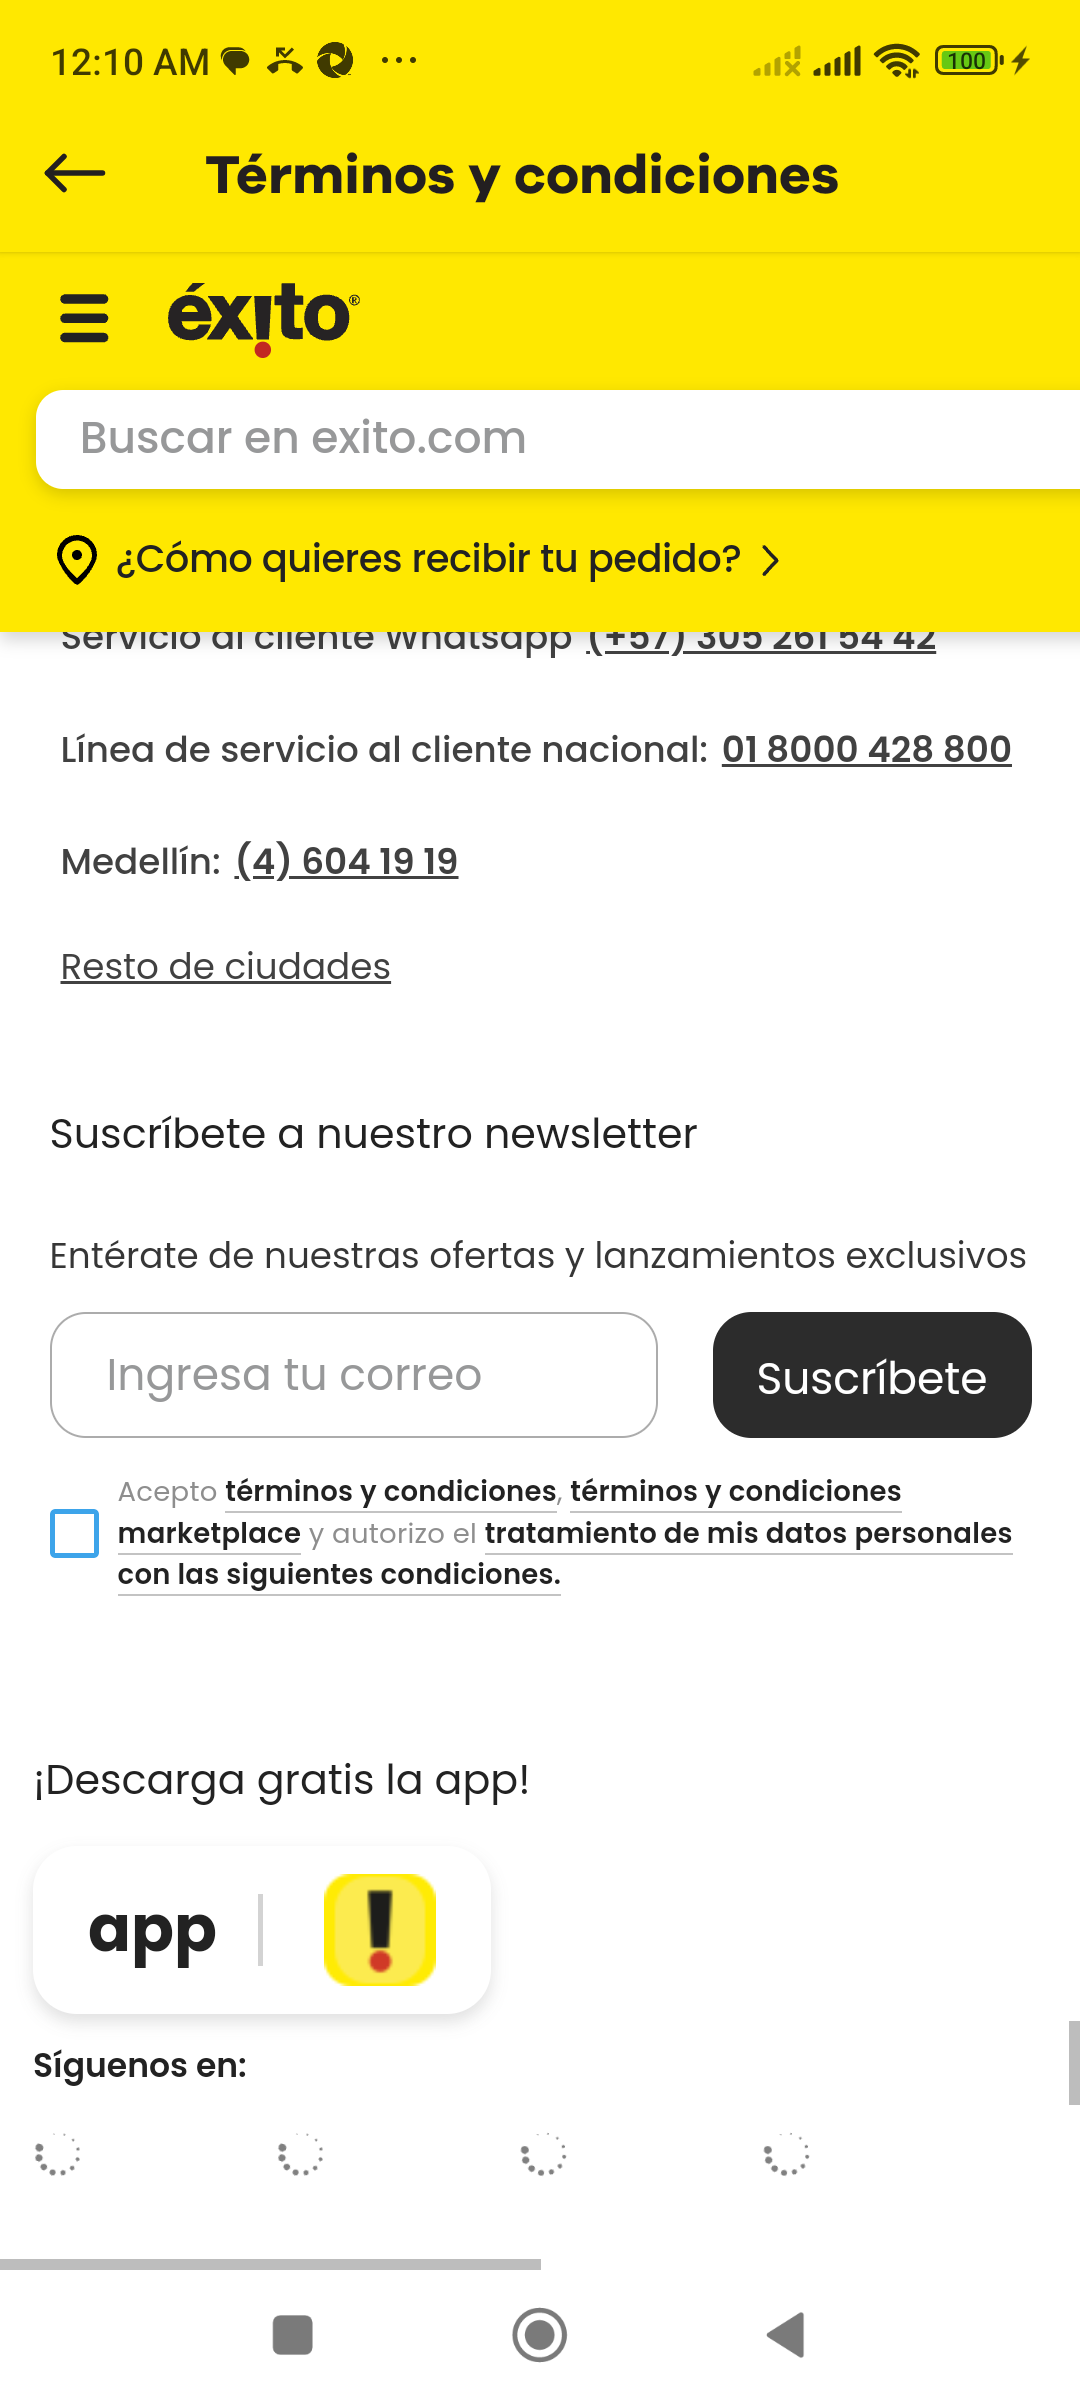 12:10 AM
100
Términos y condiciones
éxito®
Buscar en exito.com
¿Cómo quieres recibir tu pedido?
Servicio al cliente Whatsapp (+57) 305 261 54 42
Línea de servicio al cliente nacional: 01 8000 428 800
Medellín: (4) 604 19 19
Resto de ciudades
Suscríbete a nuestro newsletter
Entérate de nuestras ofertas y lanzamientos exclusivos
Ingresa tu correo
Suscríbete
Acepto términos y condiciones, términos y condiciones
marketplace y autorizo el tratamiento de mis datos personales
con las siguientes condiciones.
¡Descarga gratis la app!
app
Síguenos en: